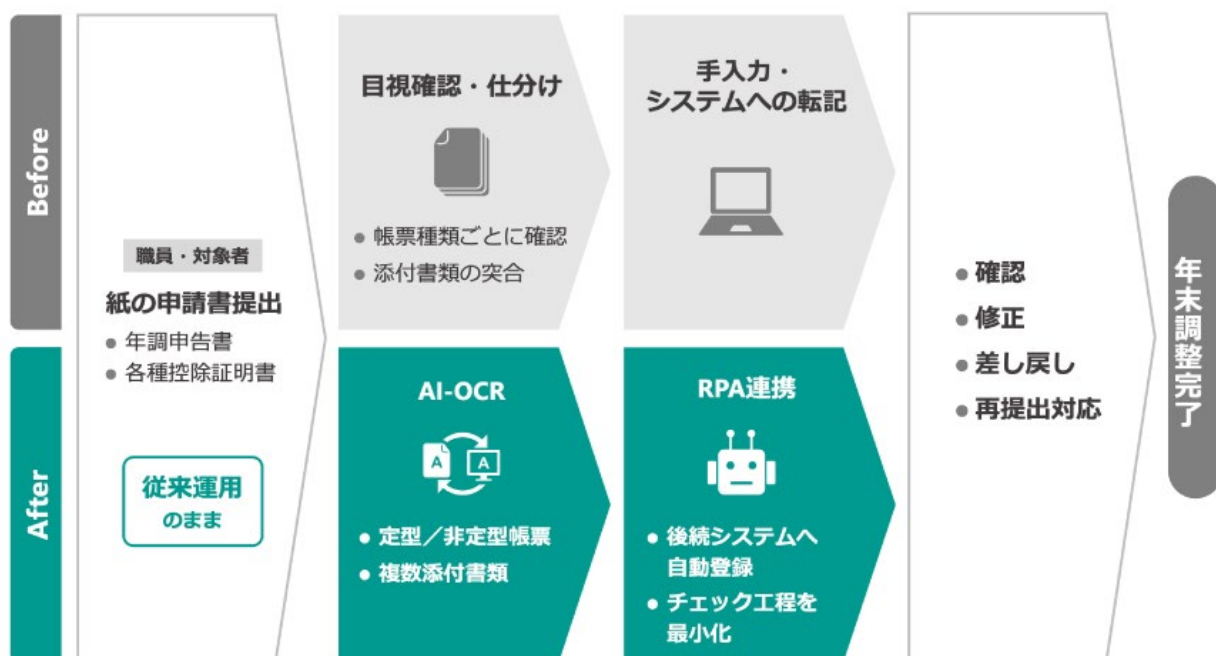 Before
職員・対象者
紙の申請書提出
● 年調申告書
● 各種控除証明書
従来運用
のまま
目視確認・仕分け
● 帳票種類ごとに確認
● 添付書類の突合
手入力・
システムへの転記
After
AI-OCR
A
A
● 定型／非定型帳票
● 複数添付書類
RPA連携
● 後続システムへ
自動登録
● チェック工程を
最小化
● 確認
● 修正
● 差し戻し
● 再提出対応
年末調整完了